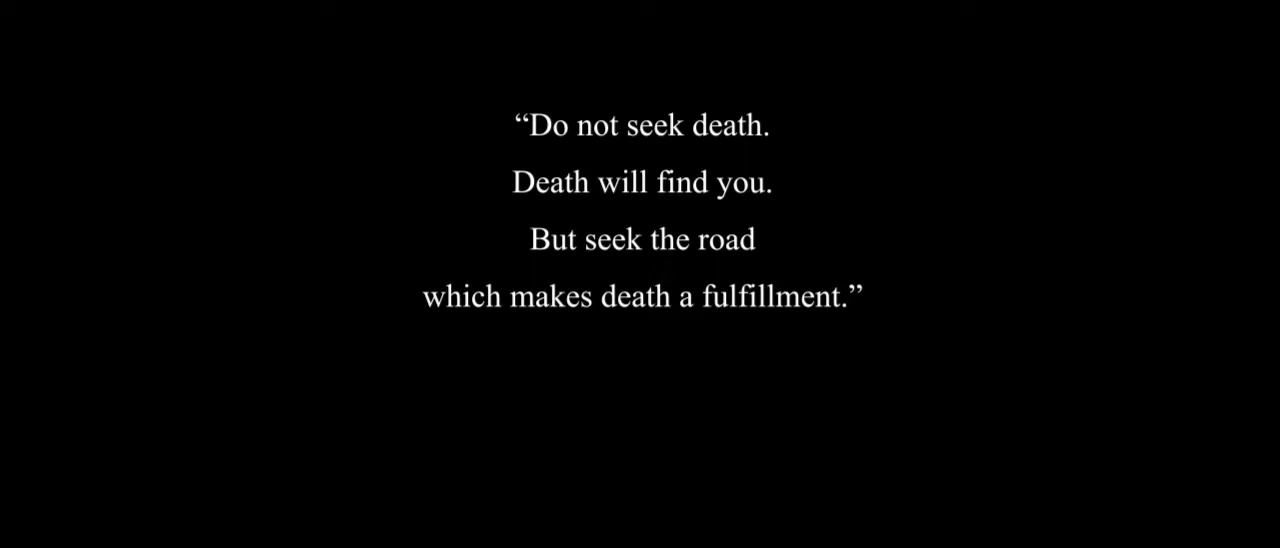 “Do not seek death.
Death will find you.
But seek the road
which makes death a fulfillment.”